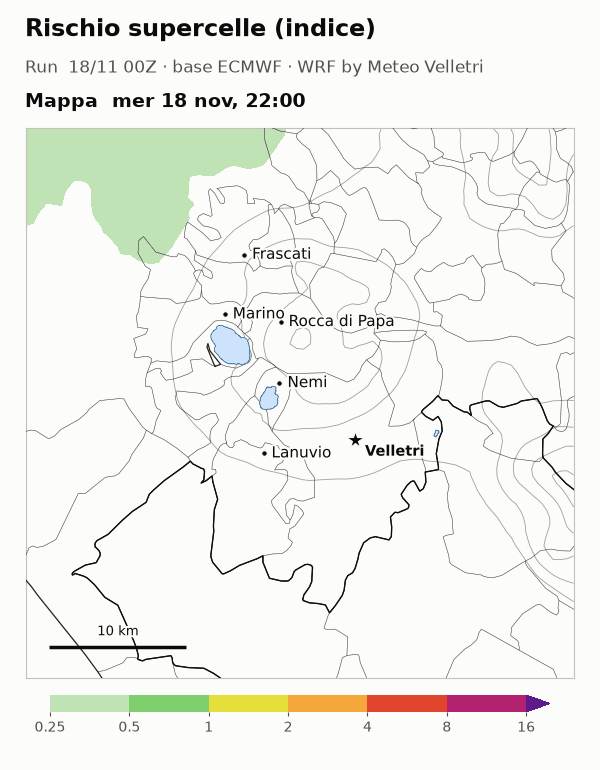 Rischio supercelle (indice)
Run  18/11 00Z · base ECMWF · WRF by Meteo Velletri
Mappa  mer 18 nov, 22:00
Frascati
Marino
Rocca di Papa
Nemi
Velletri
Lanuvio
10 km
0.25 0.5 1 2 4 8 16